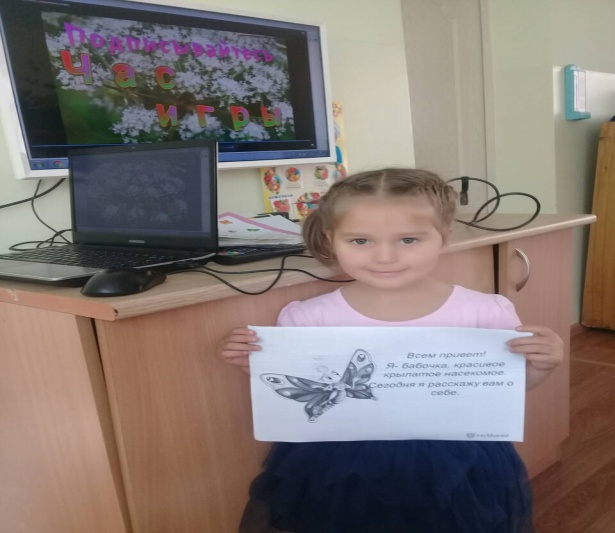 Подписывайтесь
Час
игры
Всем привет!
Я- бабочка, красивое
крылатое насекомое.
Сегодня я расскажу вам о
себе.